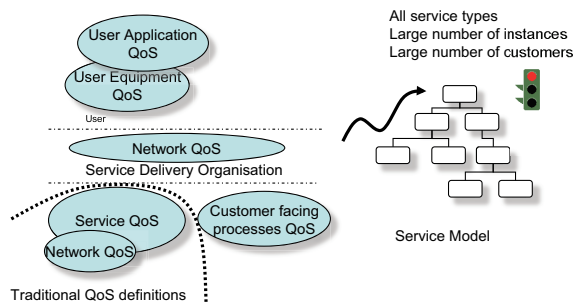 User Application
QoS
User Equipment
QoS
User
Network QoS
Service Delivery Organisation
Service QoS
Network QoS
Customer facing
processes QoS
Traditional QoS definitions
All service types
Large number of instances
Large number of customers
Service Model